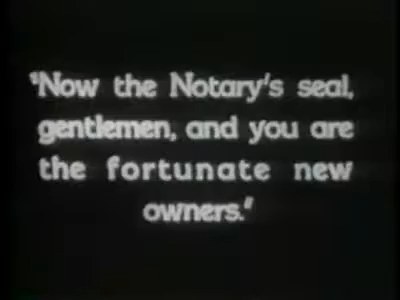 "Now the Notary's seal,
gentlemen, and you are
the fortunate new
owners."